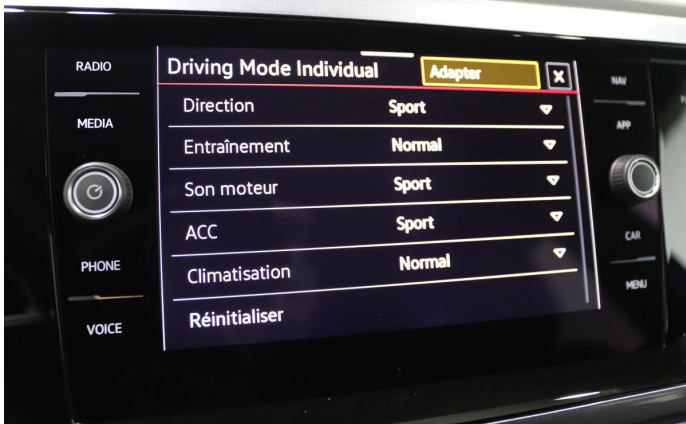 RADIO
MEDIA
PHONE
VOICE
Driving Mode Individual Adapter X
Direction Sport
Entraînement Normal
Son moteur Sport
ACC Sport
Climatisation Normal
Réinitialiser
NAV
APP
CAR
MENU